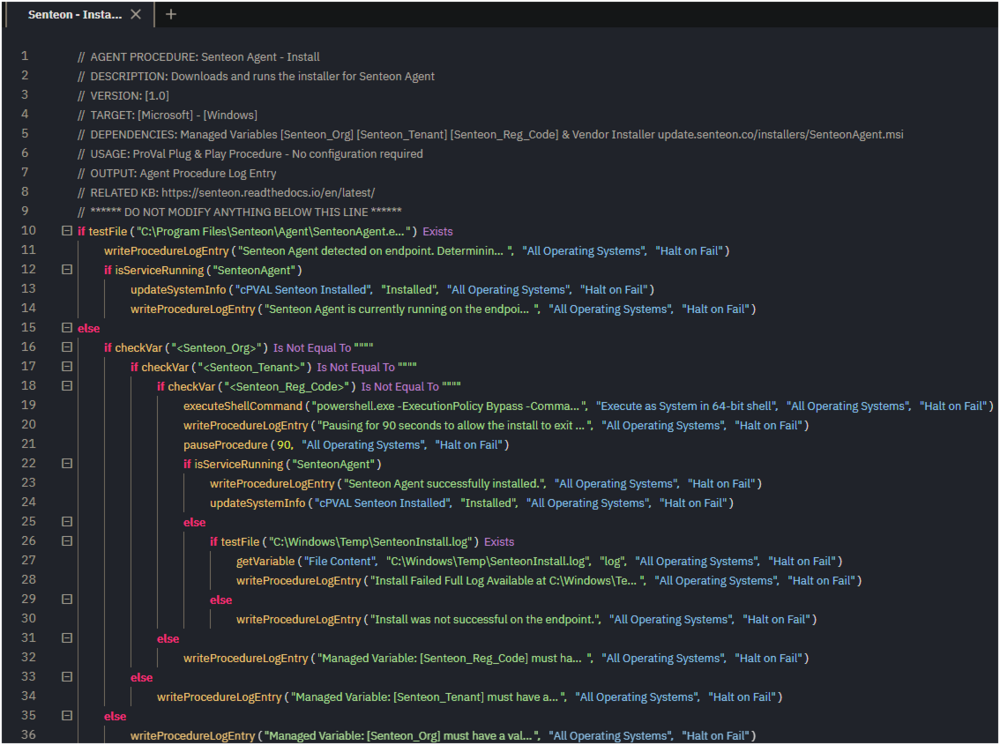 Senteon - Insta... × +
1 // AGENT PROCEDURE: Senteon Agent - Install
2 // DESCRIPTION: Downloads and runs the installer for Senteon Agent
3 // VERSION: [1.0]
4 // TARGET: [Microsoft] - [Windows]
5 // DEPENDENCIES: Managed Variables [Senteon_Org] [Senteon_Tenant] [Senteon_Reg_Code] & Vendor Installer update.senteon.co/installers/SenteonAgent.msi
6 // USAGE: ProVal Plug & Play Procedure - No configuration required
7 // OUTPUT: Agent Procedure Log Entry
8 // RELATED KB: https://senteon.readthedocs.io/en/latest/
9 // ****** DO NOT MODIFY ANYTHING BELOW THIS LINE ******
10 if testFile ("C:\Program Files\Senteon\Agent\SenteonAgent.e...") Exists
11 writeProcedureLogEntry ("Senteon Agent detected on endpoint. Determinin... ", "All Operating Systems", "Halt on Fail")
12 if isServiceRunning ("SenteonAgent")
13 updateSystemInfo ("cPVAL Senteon Installed", "Installed", "All Operating Systems", "Halt on Fail")
14 writeProcedureLogEntry ("Senteon Agent is currently running on the endpoi... ", "All Operating Systems", "Halt on Fail")
15 else
16 if checkVar ("<Senteon_Org>") Is Not Equal To """"
17 if checkVar ("<Senteon_Tenant>") Is Not Equal To """"
18 if checkVar ("<Senteon_Reg_Code>") Is Not Equal To """"
19 executeShellCommand ("powershell.exe -ExecutionPolicy Bypass -Comma... ", "Execute as System in 64-bit shell", "All Operating Systems", "Halt on Fail")
20 writeProcedureLogEntry ("Pausing for 90 seconds to allow the install to exit ... ", "All Operating Systems", "Halt on Fail")
21 pauseProcedure (90, "All Operating Systems", "Halt on Fail")
22 if isServiceRunning ("SenteonAgent")
23 writeProcedureLogEntry ("Senteon Agent successfully installed.", "All Operating Systems", "Halt on Fail")
24 updateSystemInfo ("cPVAL Senteon Installed", "Installed", "All Operating Systems", "Halt on Fail")
25 else
26 if testFile ("C:\Windows\Temp\SenteonInstall.log") Exists
27 getVariable ("File Content", "C:\Windows\Temp\SenteonInstall.log", "log", "All Operating Systems", "Halt on Fail")
28 writeProcedureLogEntry ("Install Failed Full Log Available at C:\Windows\Te... ", "All Operating Systems", "Halt on Fail")
29 else
30 writeProcedureLogEntry ("Install was not successful on the endpoint.", "All Operating Systems", "Halt on Fail")
31 else
32 writeProcedureLogEntry ("Managed Variable: [Senteon_Reg_Code] must ha... ", "All Operating Systems", "Halt on Fail")
33 else
34 writeProcedureLogEntry ("Managed Variable: [Senteon_Tenant] must have a... ", "All Operating Systems", "Halt on Fail")
35 else
36 writeProcedureLogEntry ("Managed Variable: [Senteon_Org] must have a val... ", "All Operating Systems", "Halt on Fail")